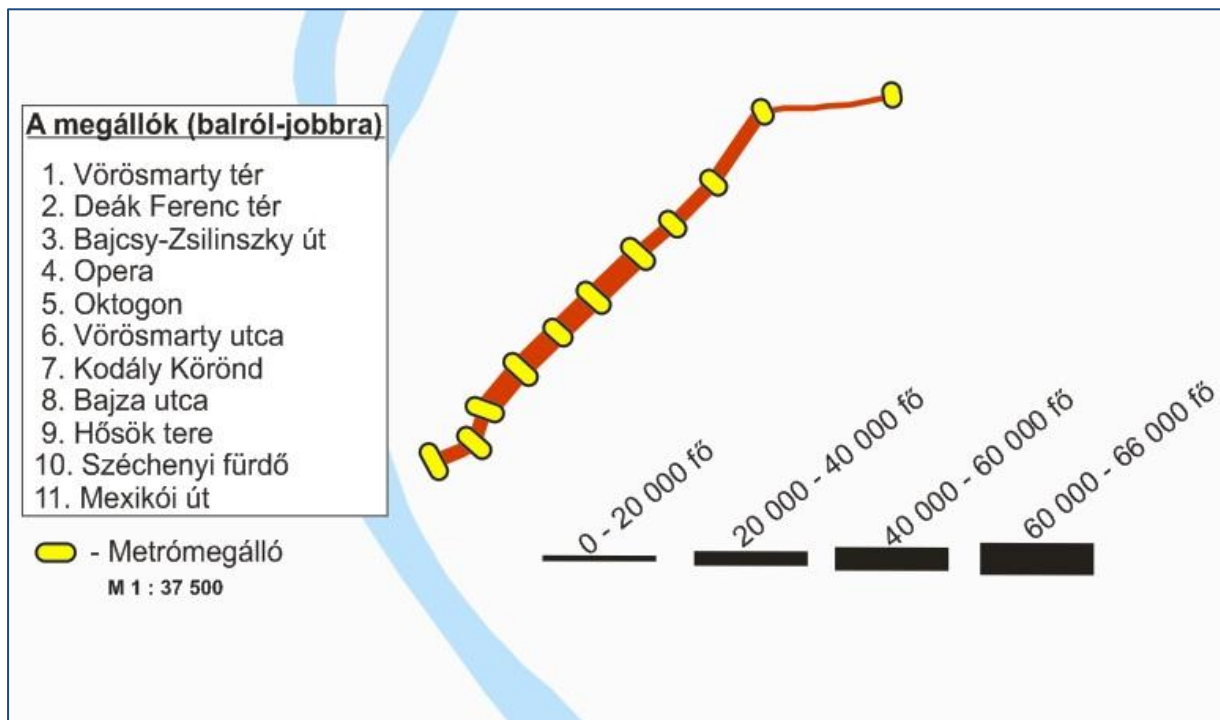 A megállók (balról-jobbra)
1. Vörösmarty tér
2. Deák Ferenc tér
3. Bajcsy-Zsilinszky út
4. Opera
5. Oktogon
6. Vörösmarty utca
7. Kodály Körönd
8. Bajza utca
9. Hősök tere
10. Széchenyi fürdő
11. Mexikói út
- Metrómegálló
M 1 : 37 500
0 - 20 000 fő
20 000 - 40 000 fő
40 000 - 60 000 fő
60 000 - 66 000 fő